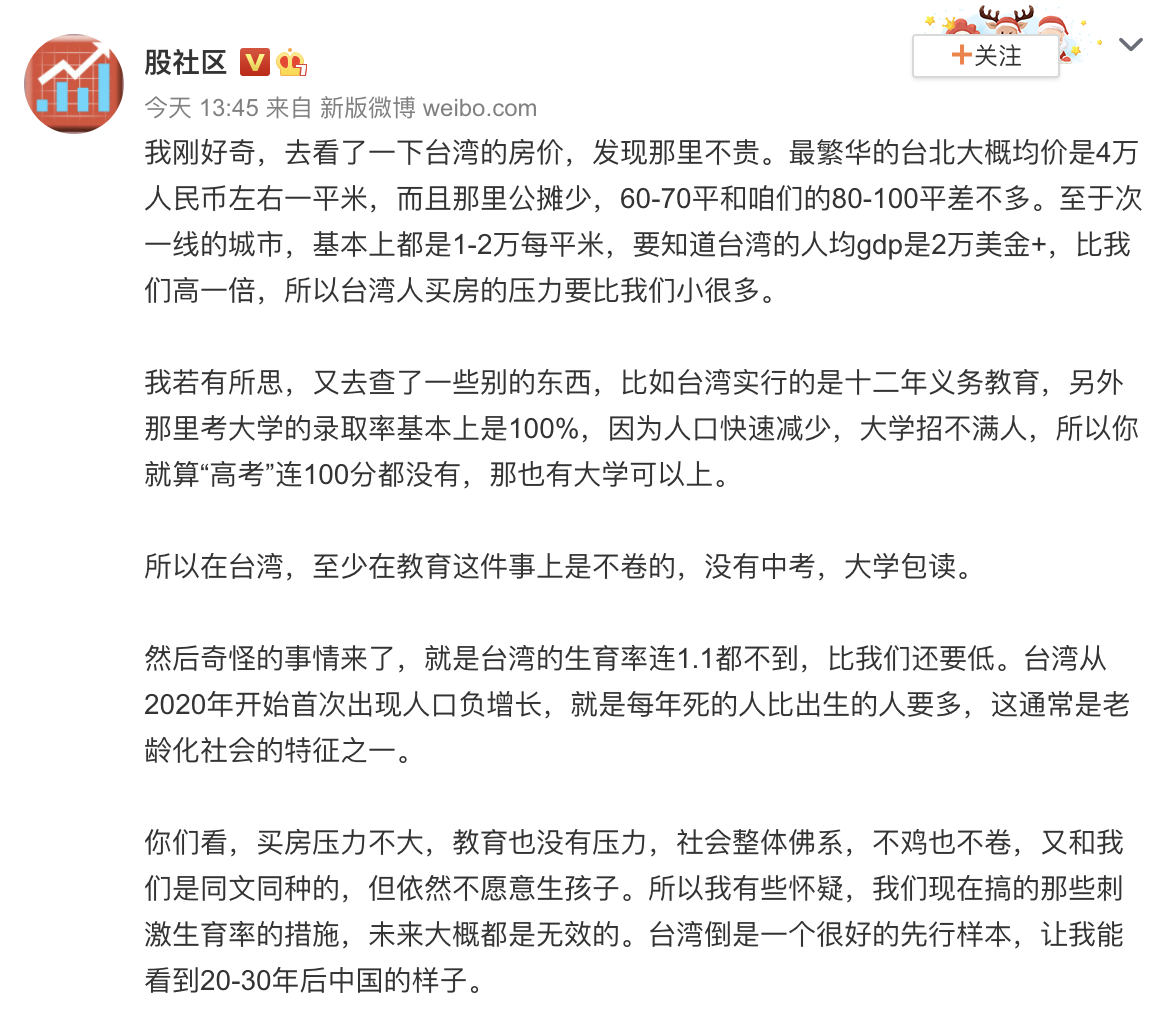 股社区
+关注
今天 13:45 来自 新版微博 weibo.com
我刚好奇，去看了一下台湾的房价，发现那里不贵。最繁华的台北大概均价是4万
人民币左右一平米，而且那里公摊少，60-70平和咱们的80-100平差不多。至于次
一线的城市，基本上都是1-2万每平米，要知道台湾的人均gdp是2万美金+，比我
们高一倍，所以台湾人买房的压力要比我们小很多。
我若有所思，又去查了一些别的东西，比如台湾实行的是十二年义务教育，另外
那里考大学的录取率基本上是100%，因为人口快速减少，大学招不满人，所以你
就算“高考”连100分都没有，那也有大学可以上。
所以在台湾，至少在教育这件事上是不卷的，没有中考，大学包读。
然后奇怪的事情来了，就是台湾的生育率连1.1都不到，比我们还要低。台湾从
2020年开始首次出现人口负增长，就是每年死的人比出生的人要多，这通常是老
龄化社会的特征之一。
你们看，买房压力不大，教育也没有压力，社会整体佛系，不鸡也不卷，又和我
们是同文同种的，但依然不愿意生孩子。所以我有些怀疑，我们现在搞的那些刺
激生育率的措施，未来大概都是无效的。台湾倒是一个很好的先行样本，让我能
看到20-30年后中国的样子。